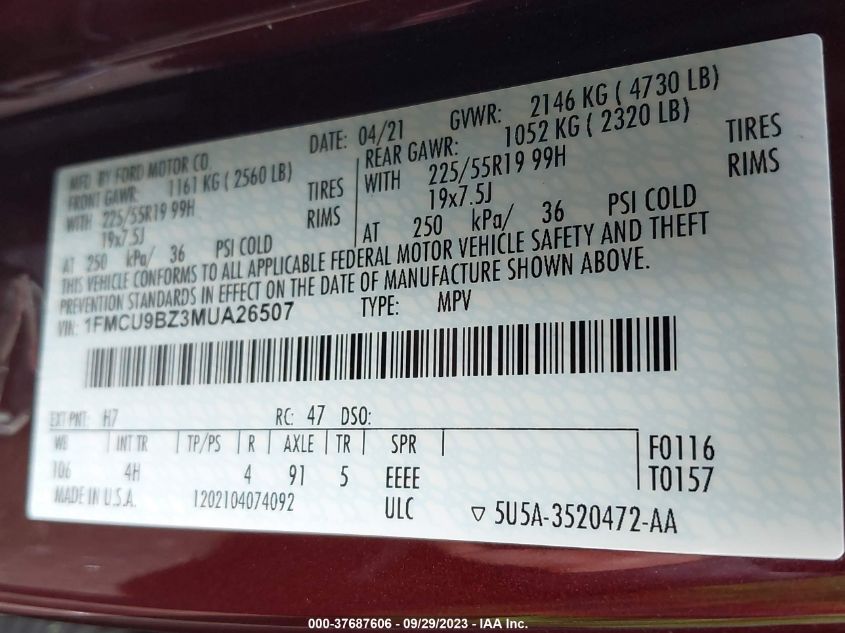 MFD. BY FORD MOTOR CO.
DATE: 04/21
GVWR: 2146 KG ( 4730 LB)
FRONT GAWR: 1161 KG ( 2560 LB)
WITH 225/55R19 99H TIRES
19x7.5J RIMS
AT 250 kPa/ 36 PSI COLD
REAR GAWR: 1052 KG ( 2320 LB)
WITH 225/55R19 99H TIRES
19x7.5J RIMS
AT 250 kPa/ 36 PSI COLD
THIS VEHICLE CONFORMS TO ALL APPLICABLE FEDERAL MOTOR VEHICLE SAFETY AND THEFT
PREVENTION STANDARDS IN EFFECT ON THE DATE OF MANUFACTURE SHOWN ABOVE.
VIN: 1FMCU9BZ3MUA26507 TYPE: MPV
EXT PNT: H7 RC: 47 DSO:
WB INT TR TP/PS R AXLE TR SPR F0116
106 4H 4 91 5 EEEE T0157
MADE IN U.S.A. 1202104074092 ULC ▽ 5U5A-3520472-AA
000-37687606 - 09/29/2023 - IAA Inc.